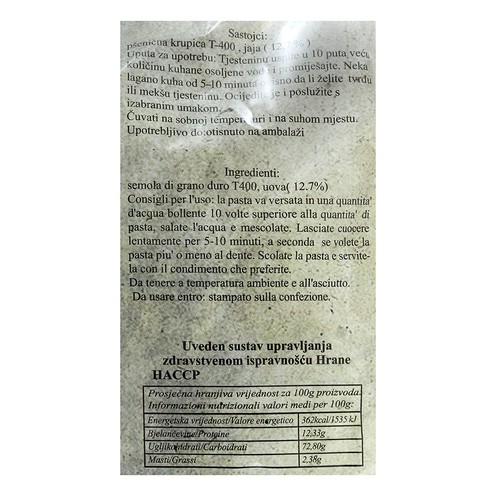 Sastojci:
pšenična krupica T-400 , jaja ( 12,7%)
Uputa za upotrebu: Tjesteninu usuite u 10 puta veću
količinu kuhane osoljene vode i promiješajte. Neka
lagano kuha od 5-10 minuta ovisno da li želite tvrđu
ili mekšu tjesteninu. Ocijedite je i poslužite s
izabranim umakom.
Čuvati na sobnoj temperaturi i na suhom mjestu.
Upotrebljivo do:otisnuto na ambalaži
Ingredienti:
semola di grano duro T400, uova( 12.7%)
Consigli per l'uso: la pasta va versata in una quantita'
d'acqua bollente 10 volte superiore alla quantita' di
pasta, salate l'acqua e mescolate. Lasciate cuocere
lentamente per 5-10 minuti, a seconda se volete la
pasta piu' o meno al dente. Scolate la pasta e servite-
la con il condimento che preferite.
Da tenere a temperatura ambiente e all'asciutto.
Da usare entro: stampato sulla confezione.
Uveden sustav upravljanja
zdravstvenom ispravnošću Hrane
HACCP
Prosječna hranjiva vrijednost za 100g proizvoda.
Informazioni nutrizionali valori medi per 100g:
Energetska vrijednost/Valore energetico 362kcal/1535 kJ
Bjelančevine/Proteine 12,33g
Ugljikohidrati/Carboidrati 72,80g
Masti/Grassi 2,38g